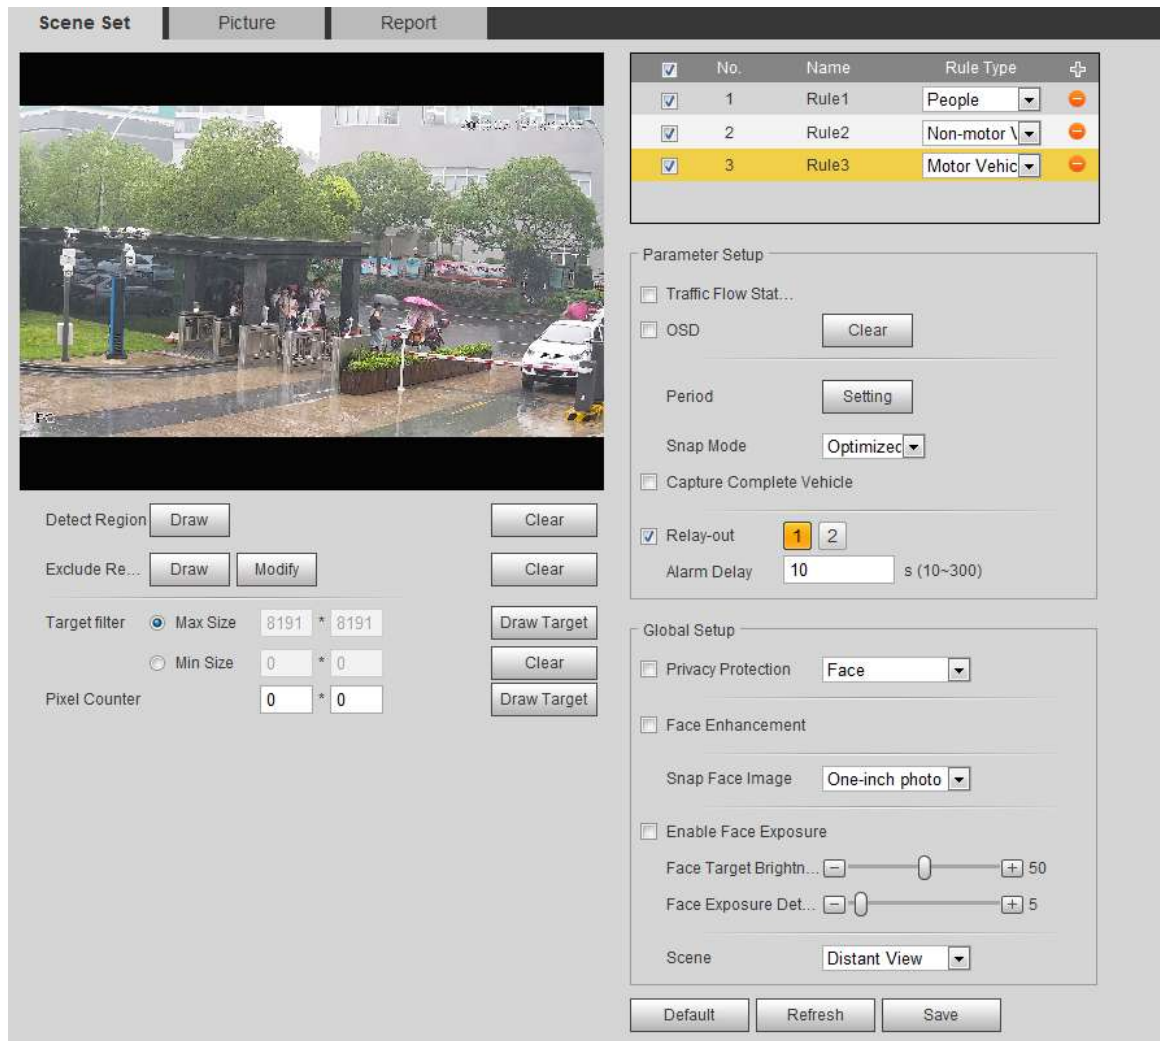 Scene Set Picture Report
No. Name Rule Type
1 Rule1 People
2 Rule2 Non-motor V
3 Rule3 Motor Vehic
Parameter Setup
Traffic Flow Stat...
OSD Clear
Period Setting
Snap Mode Optimized
Capture Complete Vehicle
Relay-out 1 2
Alarm Delay 10 s (10~300)
Detect Region Draw Clear
Exclude Re... Draw Modify Clear
Target filter Max Size 8191 * 8191 Draw Target
Min Size 0 * 0 Clear
Pixel Counter 0 * 0 Draw Target
Global Setup
Privacy Protection Face
Face Enhancement
Snap Face Image One-inch photo
Enable Face Exposure
Face Target Brightn... 50
Face Exposure Det... 5
Scene Distant View
Default Refresh Save